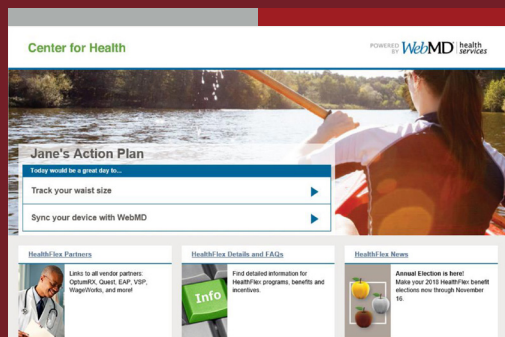 Center for Health
POWERED BY WebMD health services
Jane's Action Plan
Today would be a great day to...
Track your waist size
Sync your device with WebMD
HealthFlex Partners
Links to all vendor partners:
OptumRX, Quest, EAP, VSP,
WageWorks, and more!
HealthFlex Details and FAQs
Info
Find detailed information for
HealthFlex programs, benefits and
incentives.
HealthFlex News
Annual Election is here!
Make your 2018 HealthFlex benefit
elections now through November
16.